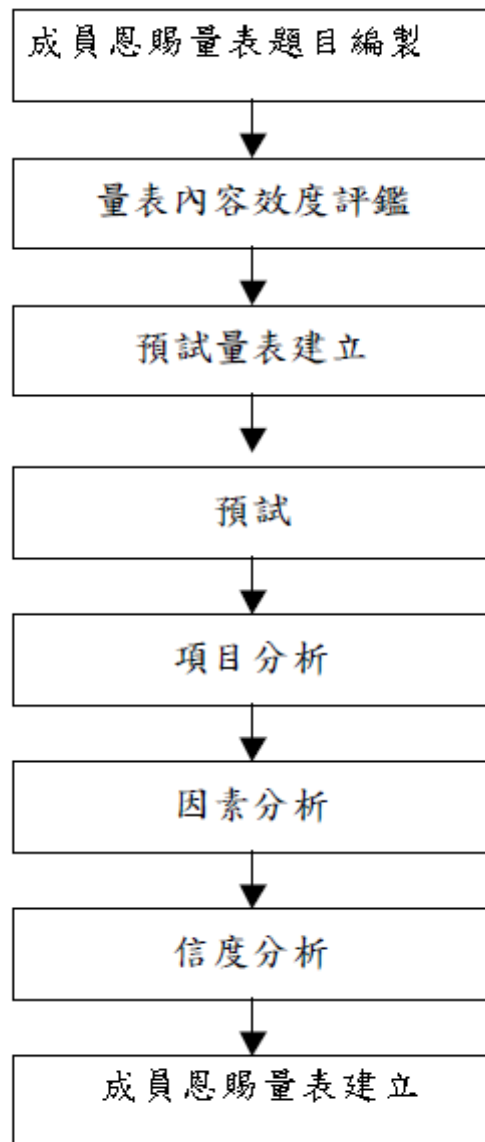 成員恩賜量表題目編製
量表內容效度評鑑
預試量表建立
預試
項目分析
因素分析
信度分析
成員恩賜量表建立